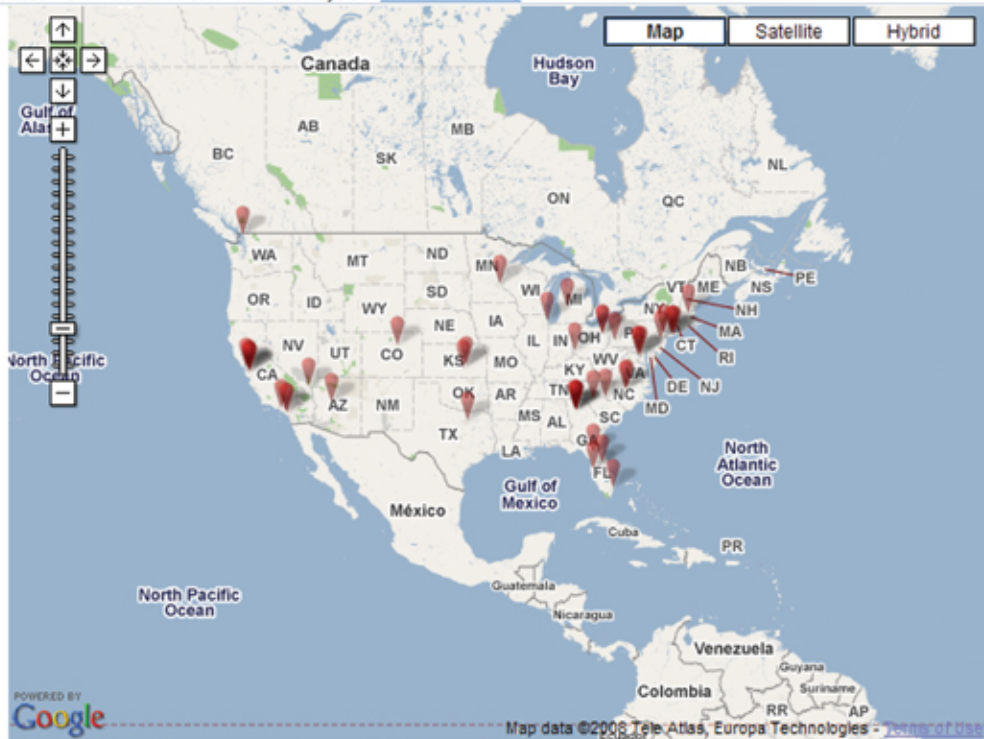 Map
Satellite
Hybrid
Canada
Hudson
Bay
Gulf of
Alas
AB
MB
BC
SK
NL
ON
QC
WA
MT
ND
MN
NB
PE
VT
ME
NS
OR
ID
SD
WI
MI
NH
WY
NY
MA
NE
IA
CT
RI
NV
UT
CO
IL
IN
OH
P
North Pacific
Ocean
CA
KS
MO
WV
KY
VA
DE
NJ
AZ
NM
OK
AR
TN
NC
MD
MS
AL
SC
TX
LA
GA
North
Atlantic
Ocean
FL
Gulf of
Mexico
México
Cuba
PR
Guatemala
Nicaragua
North Pacific
Ocean
Venezuela
Guyana
Suriname
Colombia
RR
AP
POWERED BY
Google
Map data ©2008 Tele Atlas, Europa Technologies - Terms of Use